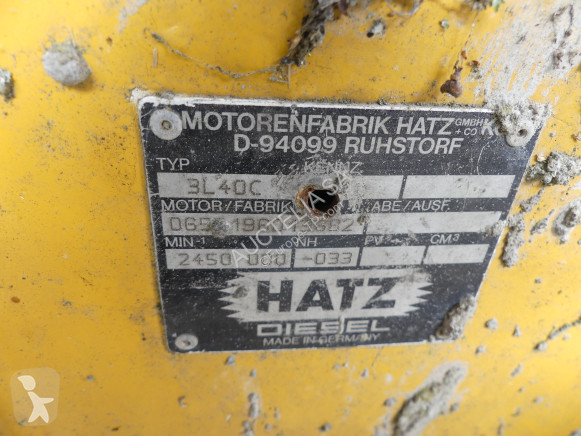 MOTORENFABRIK HATZ GMBH + CO K
D-94099 RUHSTORF
TYP
3L40C
MOTOR / FABRIK ABE / AUSF.
MIN-1 NH PV CM3
2450 -033
HATZ
DIESEL
MADE IN GERMANY